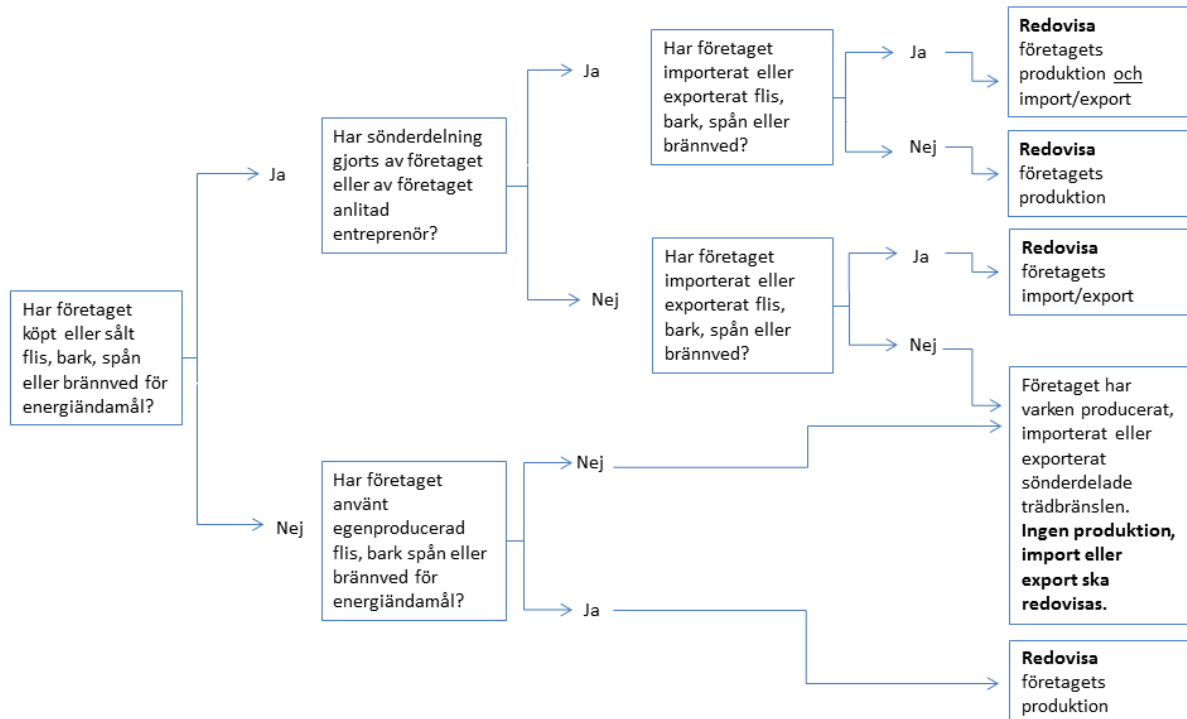 Har företaget
köpt eller sålt
flis, bark, spån
eller brännved för
energiändamål?
Ja
Har sönderdelning
gjorts av företaget
eller av företaget
anlitad
entreprenör?
Ja
Har företaget
importerat eller
exporterat flis,
bark, spån eller
brännved?
Ja
Redovisa
företagets
produktion och
import/export
Nej
Redovisa
företagets
produktion
Nej
Har företaget
importerat eller
exporterat flis,
bark, spån eller
brännved?
Ja
Redovisa
företagets
import/export
Nej
Företaget har
varken producerat,
importerat eller
exporterat
sönderdelade
trädbränslen.
Ingen produktion,
import eller
export ska
redovisas.
Nej
Har företaget
använt
egenproducerad
flis, bark spån eller
brännved för
energiändamål?
Nej
Ja
Redovisa
företagets
produktion